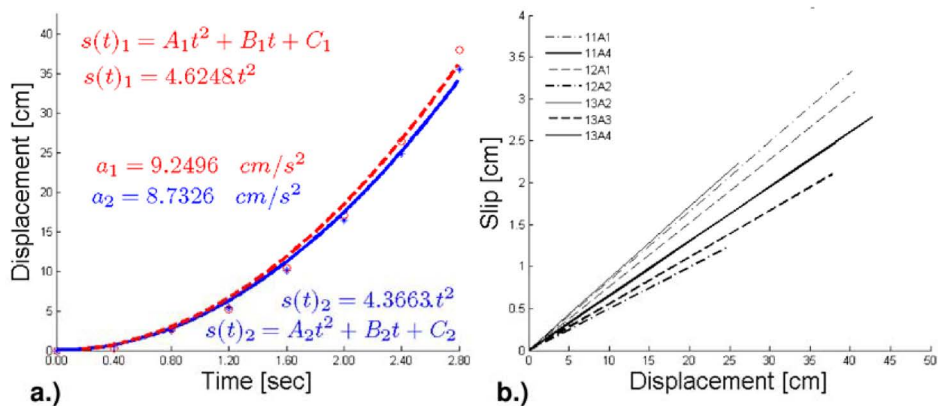 s(t)₁ = A₁t² + B₁t + C₁
s(t)₁ = 4.6248.t²
a₁ = 9.2496 cm/s²
a₂ = 8.7326 cm/s²
s(t)₂ = 4.3663.t²
s(t)₂ = A₂t² + B₂t + C₂
Displacement [cm]
40
35
30
25
20
15
10
5
0
0.00 0.40 0.80 1.20 1.60 2.00 2.40 2.80
Time [sec]
a.)
11A1
11A4
12A1
12A2
13A2
13A3
13A4
Slip [cm]
4
3.5
3
2.5
2
1.5
1
0.5
0
0 5 10 15 20 25 30 35 40 45 50
Displacement [cm]
b.)